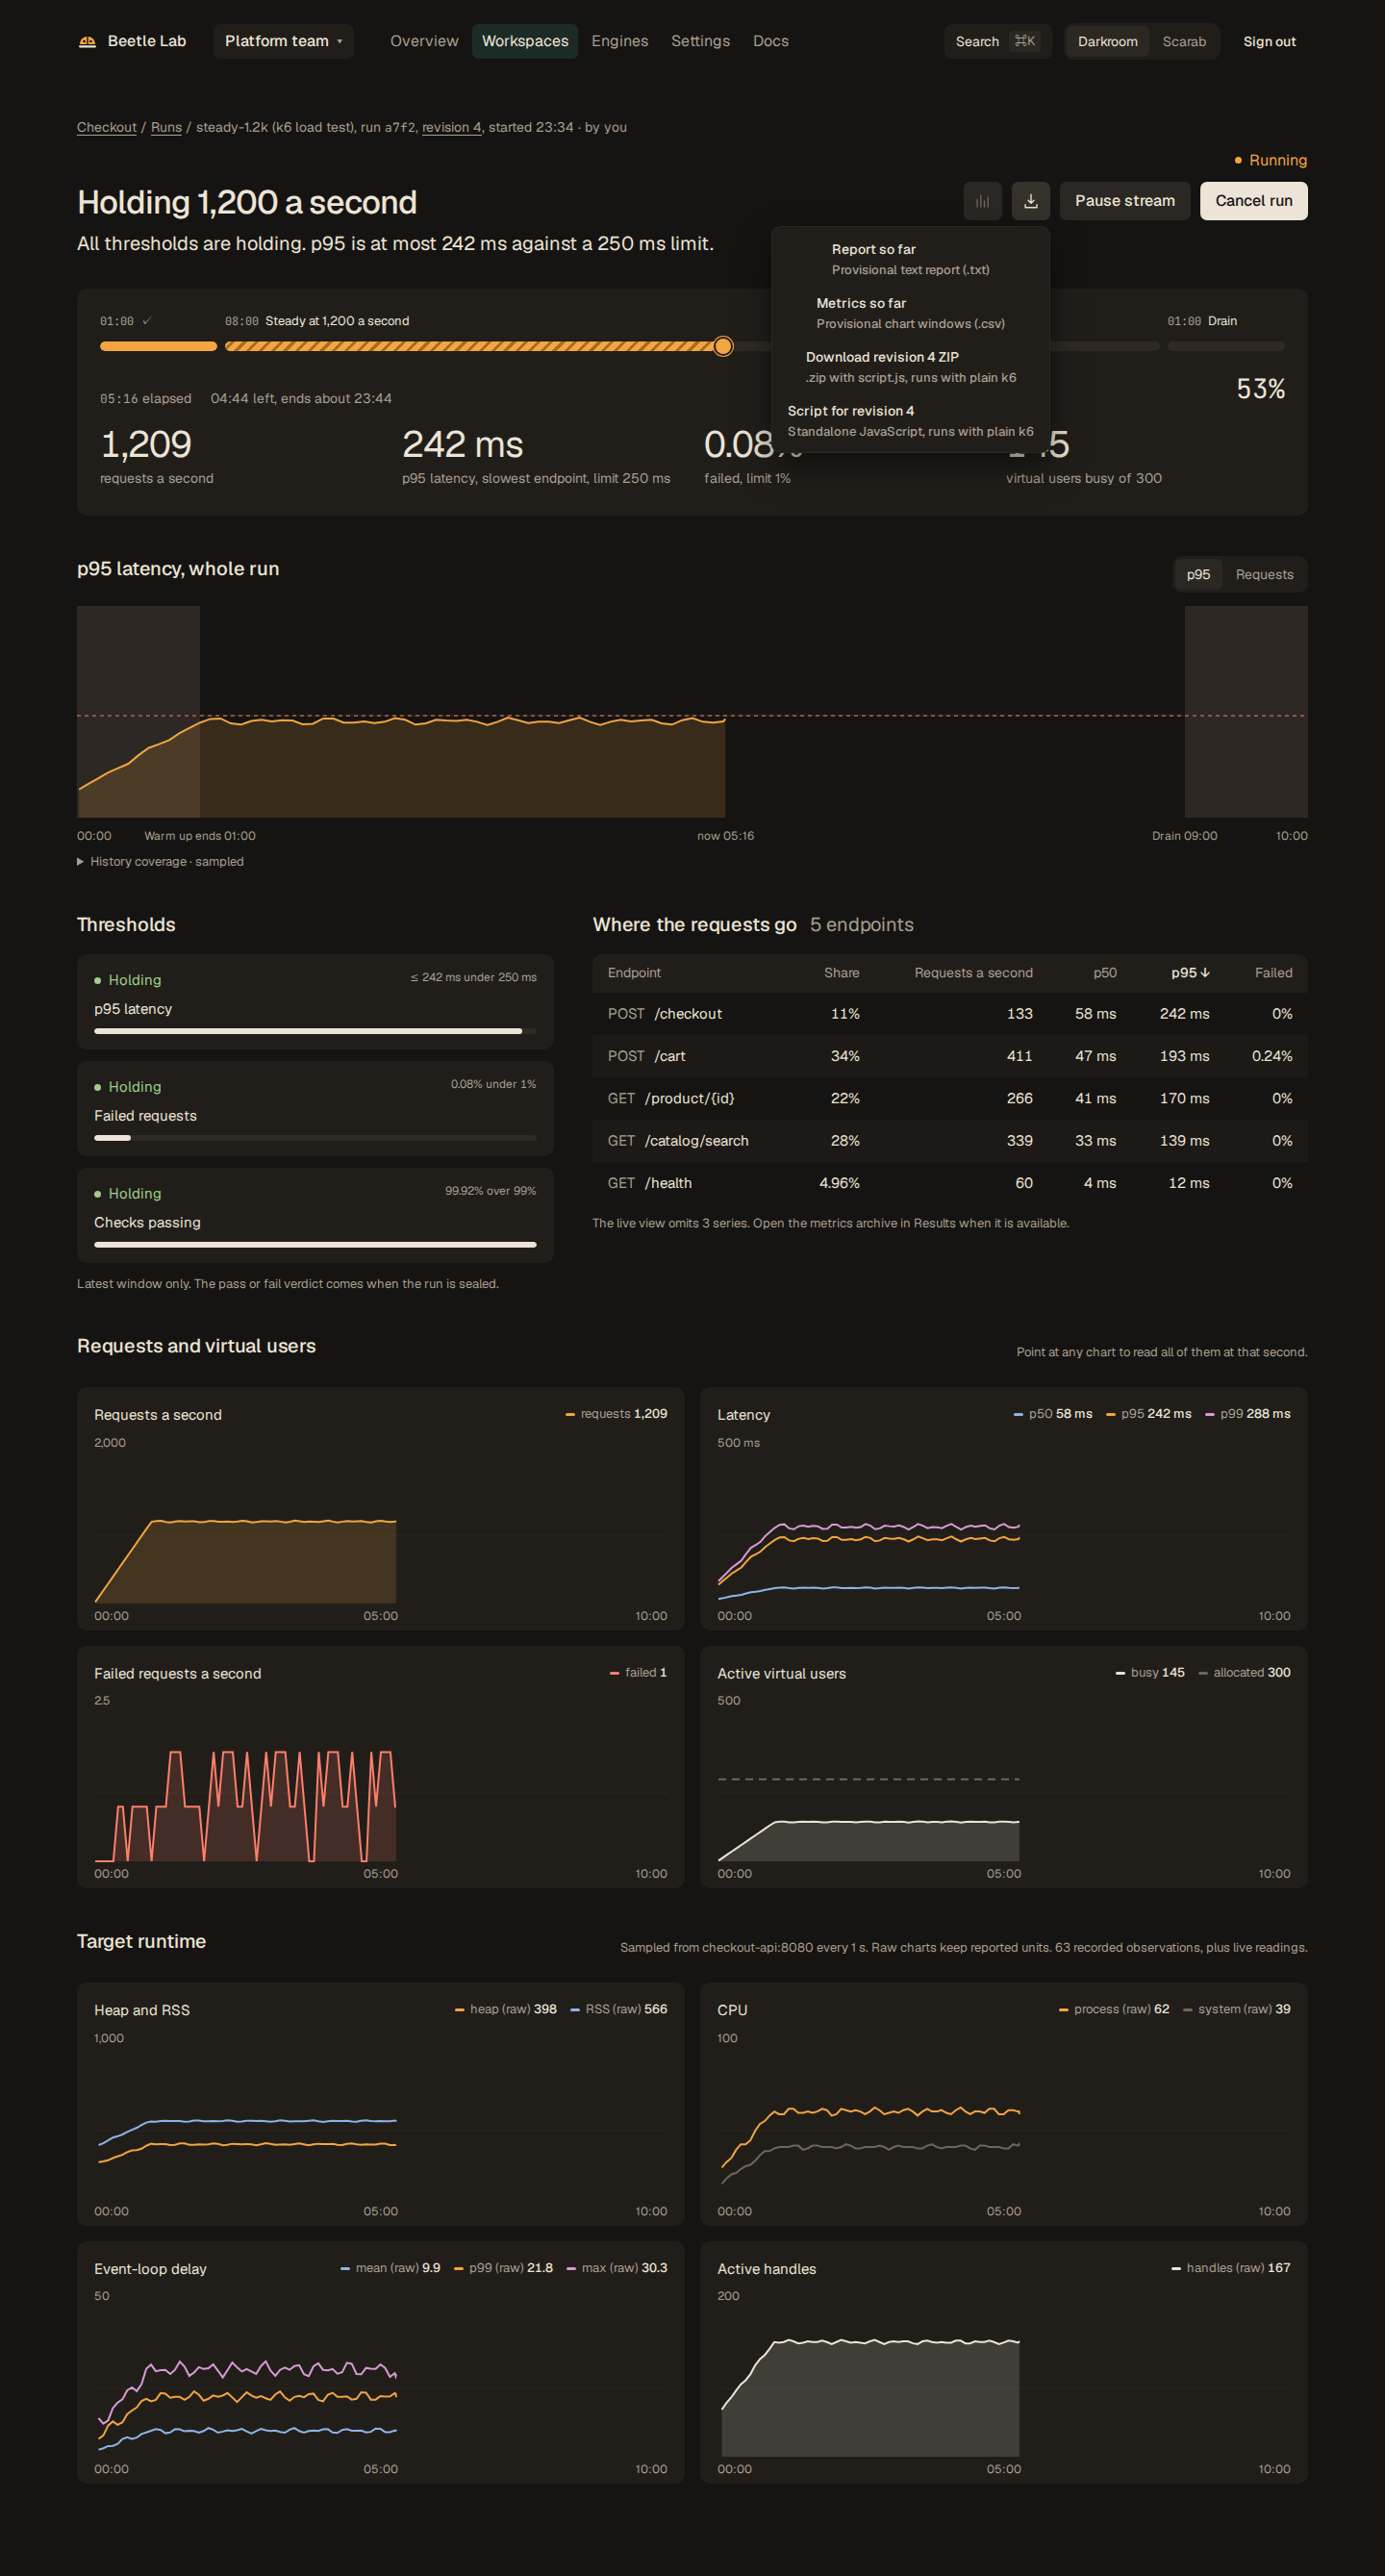 Beetle Lab Platform team Overview Workspaces Engines Settings Docs Search ⌘K Darkroom Scarab Sign out
Checkout / Runs / steady-1.2k (k6 load test), run a7f2, revision 4, started 23:34 · by you
Running
Holding 1,200 a second
Pause stream Cancel run
All thresholds are holding. p95 is at most 242 ms against a 250 ms limit.
Report so far
Provisional text report (.txt)
Metrics so far
Provisional chart windows (.csv)
Download revision 4 ZIP
.zip with script.js, runs with plain k6
Script for revision 4
Standalone JavaScript, runs with plain k6
01:00 ✓ 08:00 Steady at 1,200 a second 01:00 Drain
05:16 elapsed 04:44 left, ends about 23:44 53%
1,209 242 ms 0.08
requests a second p95 latency, slowest endpoint, limit 250 ms failed, limit 1% virtual users busy of 300
p95 latency, whole run p95 Requests
00:00 Warm up ends 01:00 now 05:16 Drain 09:00 10:00
History coverage · sampled
Thresholds
Holding ≤ 242 ms under 250 ms
p95 latency
Holding 0.08% under 1%
Failed requests
Holding 99.92% over 99%
Checks passing
Latest window only. The pass or fail verdict comes when the run is sealed.
Where the requests go 5 endpoints
Endpoint Share Requests a second p50 p95 ↓ Failed
POST /checkout 11% 133 58 ms 242 ms 0%
POST /cart 34% 411 47 ms 193 ms 0.24%
GET /product/{id} 22% 266 41 ms 170 ms 0%
GET /catalog/search 28% 339 33 ms 139 ms 0%
GET /health 4.96% 60 4 ms 12 ms 0%
The live view omits 3 series. Open the metrics archive in Results when it is available.
Requests and virtual users Point at any chart to read all of them at that second.
Requests a second requests 1,209
2,000
00:00 05:00 10:00
Latency p50 58 ms p95 242 ms p99 288 ms
500 ms
00:00 05:00 10:00
Failed requests a second failed 1
2.5
00:00 05:00 10:00
Active virtual users busy 145 allocated 300
500
00:00 05:00 10:00
Target runtime Sampled from checkout-api:8080 every 1 s. Raw charts keep reported units. 63 recorded observations, plus live readings.
Heap and RSS heap (raw) 398 RSS (raw) 566
1,000
00:00 05:00 10:00
CPU process (raw) 62 system (raw) 39
100
00:00 05:00 10:00
Event-loop delay mean (raw) 9.9 p99 (raw) 21.8 max (raw) 30.3
50
00:00 05:00 10:00
Active handles handles (raw) 167
200
00:00 05:00 10:00